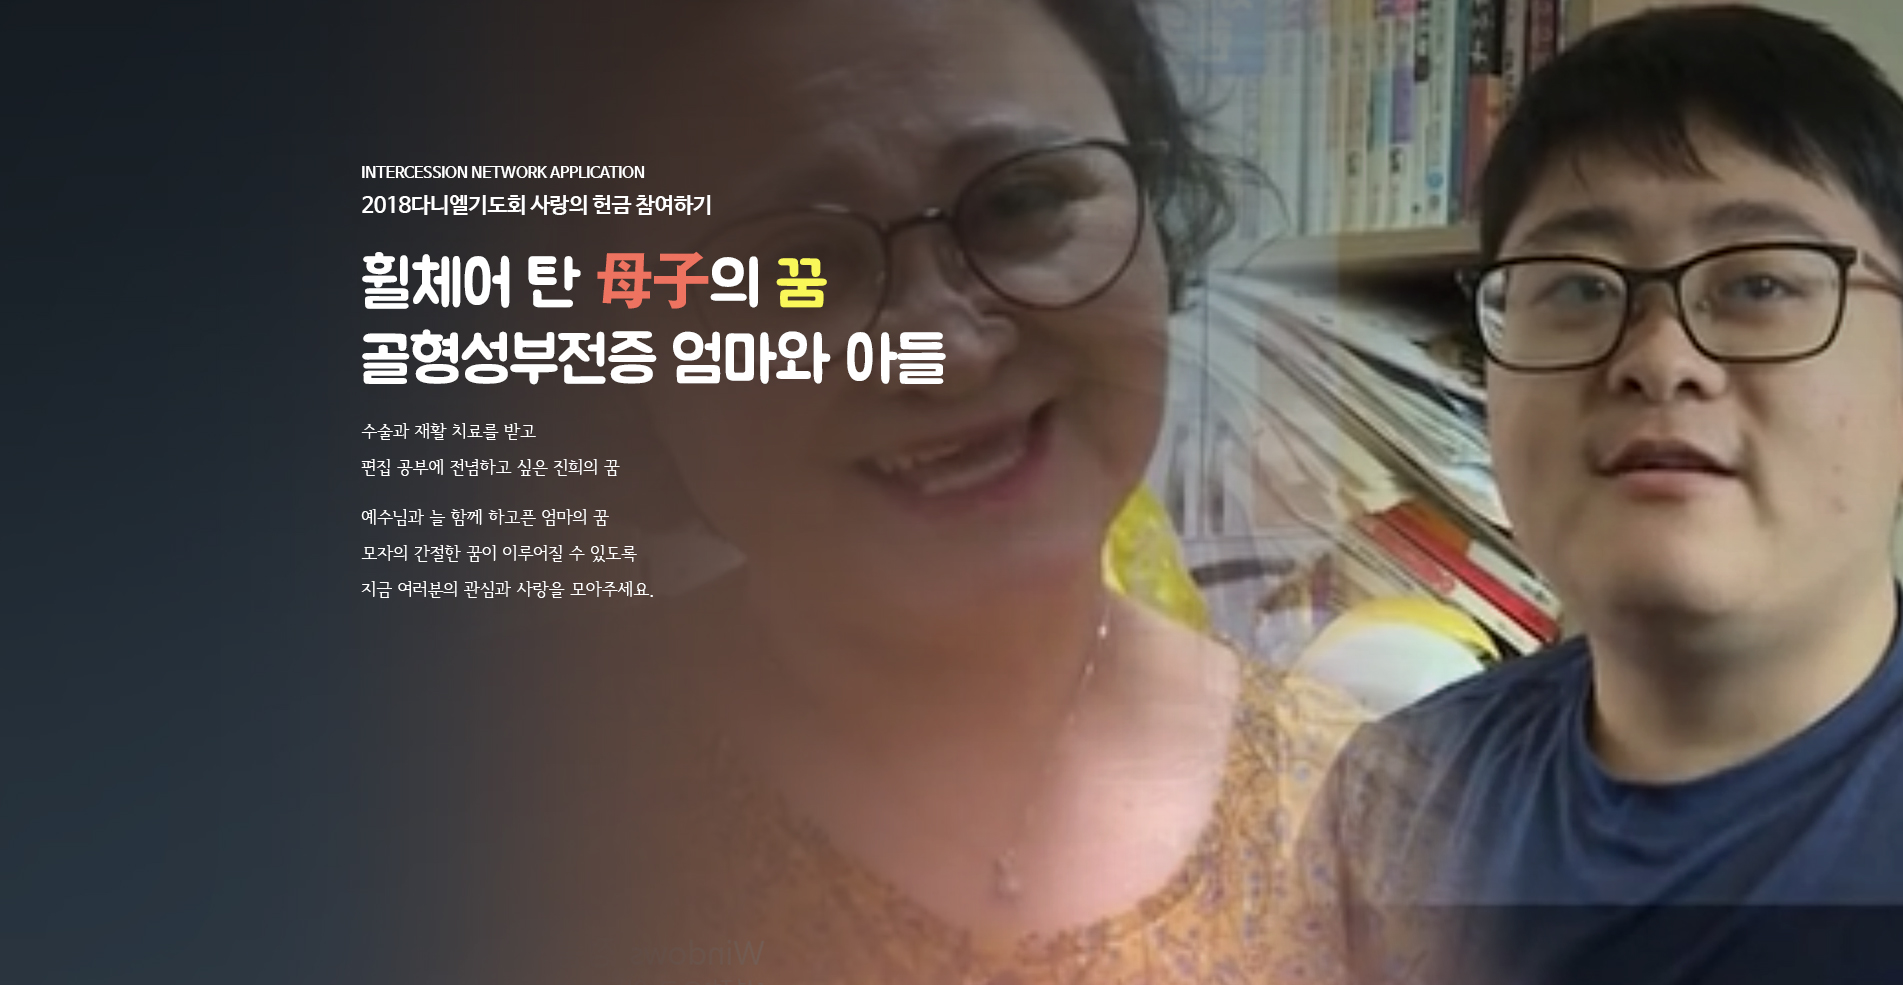 INTERCESSION NETWORK APPLICATION
2018다니엘기도회 사랑의 헌금 참여하기
휠체어 탄 母子의 꿈
골형성부전증 엄마와 아들
수술과 재활 치료를 받고
편집 공부에 전념하고 싶은 진희의 꿈
예수님과 늘 함께 하고픈 엄마의 꿈
모자의 간절한 꿈이 이루어질 수 있도록
지금 여러분의 관심과 사랑을 모아주세요.